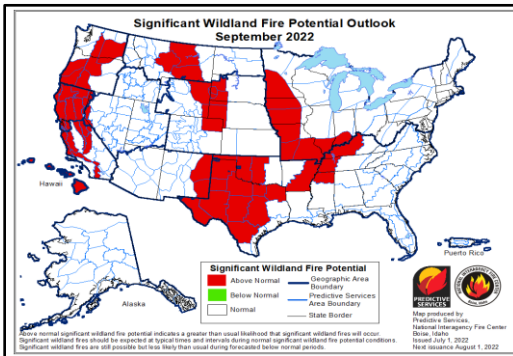 Significant Wildland Fire Potential Outlook
September 2022
Hawaii
Alaska
Puerto Rico
Significant Wildland Fire Potential
Above Normal
Below Normal
Normal
Geographic Area
Boundary
Predictive Services
Area Boundary
State Border
PREDICTIVE
SERVICES
Map produced by
Predictive Services,
National Interagency Fire Center
Boise, Idaho
Issued July 1, 2022
Next issuance August 1, 2022
Above normal significant wildland fire potential indicates a greater than usual likelihood that significant wildland fires will occur.
Significant wildland fires should be expected at typical times and intervals during normal significant wildland fire potential conditions.
Significant wildland fires are still possible but less likely than usual during forecasted below normal periods.